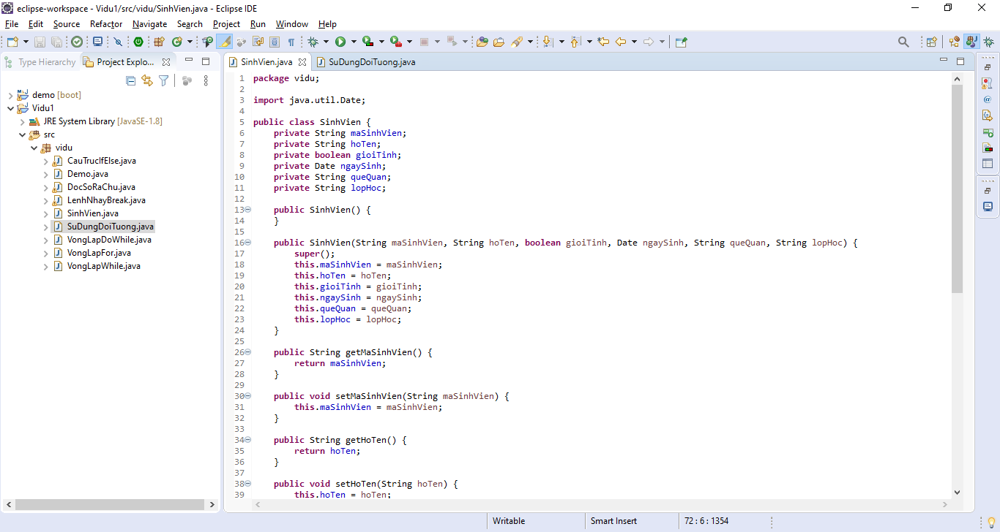 eclipse-workspace - Vidu1/src/vidu/SinhVien.java - Eclipse IDE
File Edit Source Refactor Navigate Search Project Run Window Help
Type Hierarchy Project Explo...
demo [boot]
Vidu1
JRE System Library [JavaSE-1.8]
src
vidu
CauTrucIfElse.java
Demo.java
DocSoRaChu.java
LenhNhayBreak.java
SinhVien.java
SuDungDoiTuong.java
VongLapDoWhile.java
VongLapFor.java
VongLapWhile.java
SinhVien.java SuDungDoiTuong.java
1 package vidu;
2
3 import java.util.Date;
4
5 public class SinhVien {
6     private String maSinhVien;
7     private String hoTen;
8     private boolean gioiTinh;
9     private Date ngaySinh;
10     private String queQuan;
11     private String lopHoc;
12
13     public SinhVien() {
14     }
15
16     public SinhVien(String maSinhVien, String hoTen, boolean gioiTinh, Date ngaySinh, String queQuan, String lopHoc) {
17         super();
18         this.maSinhVien = maSinhVien;
19         this.hoTen = hoTen;
20         this.gioiTinh = gioiTinh;
21         this.ngaySinh = ngaySinh;
22         this.queQuan = queQuan;
23         this.lopHoc = lopHoc;
24     }
25
26     public String getMaSinhVien() {
27         return maSinhVien;
28     }
29
30     public void setMaSinhVien(String maSinhVien) {
31         this.maSinhVien = maSinhVien;
32     }
33
34     public String getHoTen() {
35         return hoTen;
36     }
37
38     public void setHoTen(String hoTen) {
39         this.hoTen = hoTen;
Writable Smart Insert 72 : 6 : 1354